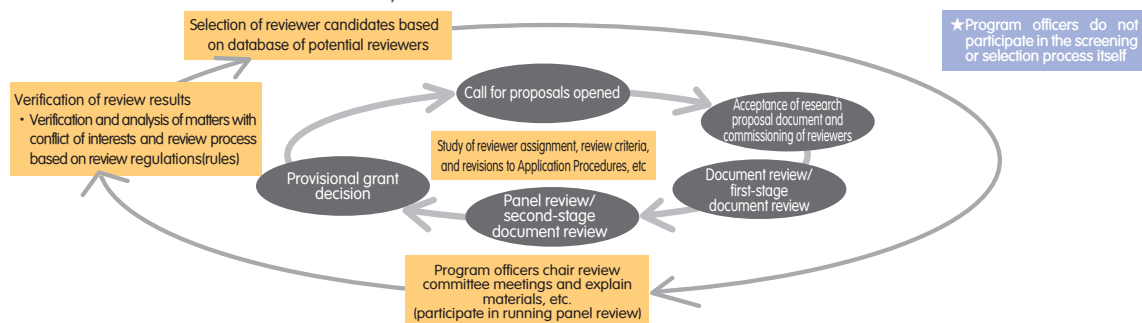 Selection of reviewer candidates based
on database of potential reviewers
★Program officers do not
participate in the screening
or selection process itself
Verification of review results
・Verification and analysis of matters with
conflict of interests and review process
based on review regulations(rules)
Call for proposals opened
Acceptance of research
proposal document and
commissioning of reviewers
Study of reviewer assignment, review criteria,
and revisions to Application Procedures, etc
Provisional grant
decision
Document review/
first-stage
document review
Panel review/
second-stage
document review
Program officers chair review
committee meetings and explain
materials, etc.
(participate in running panel review)